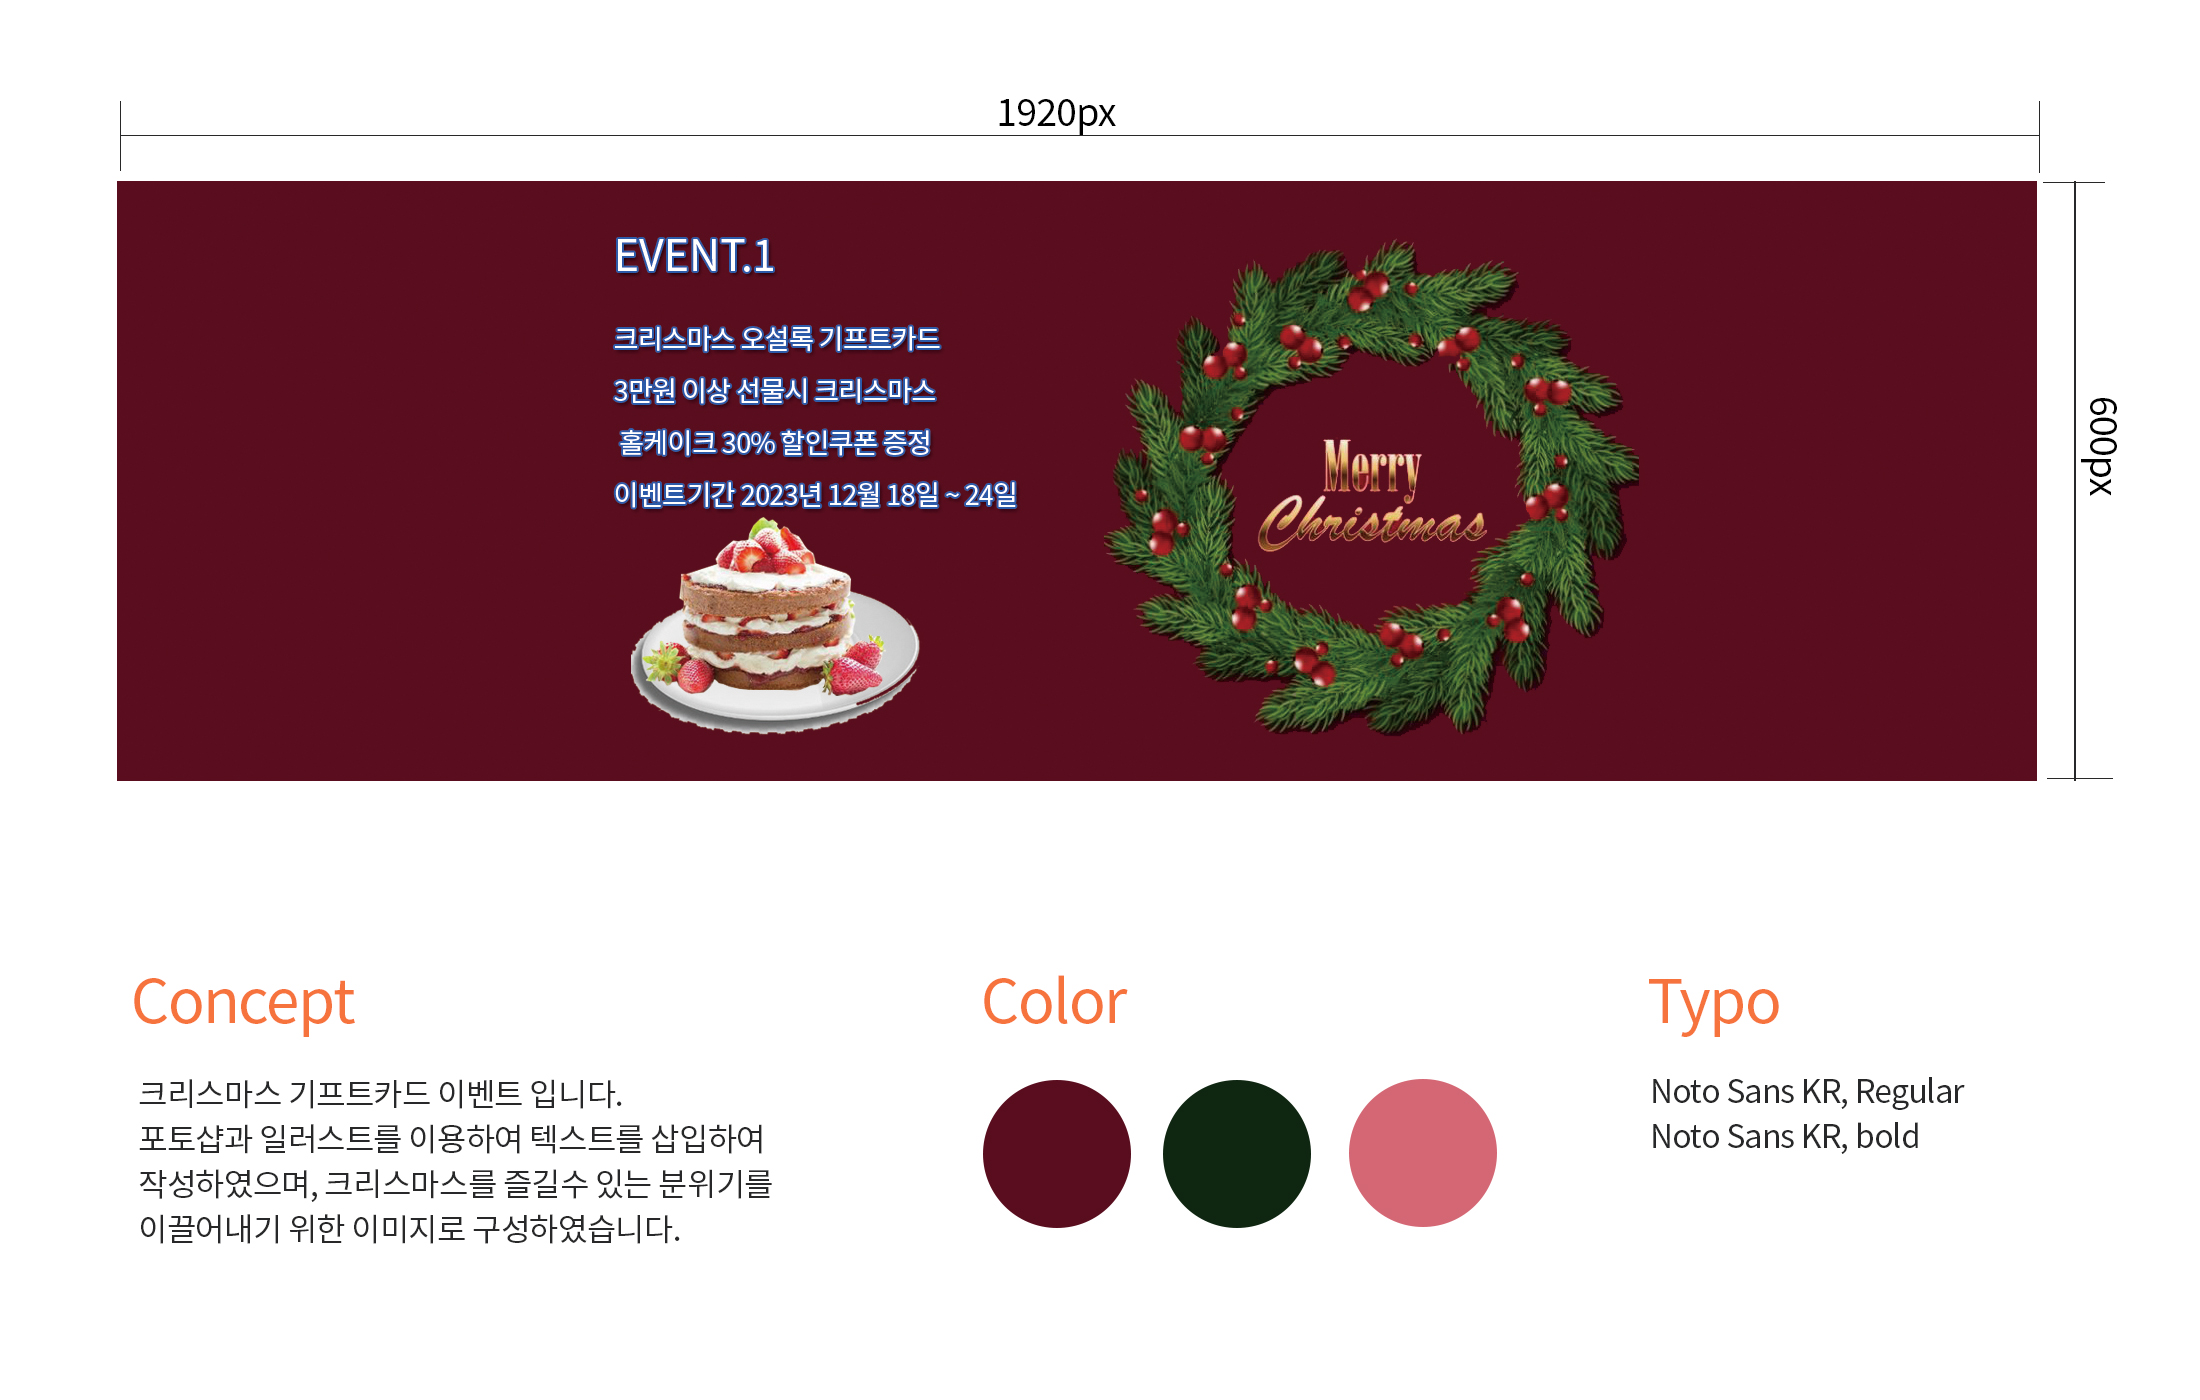 1920px
EVENT.1
크리스마스 오설록 기프트카드
3만원 이상 선물시 크리스마스
홀케이크 30% 할인쿠폰 증정
이벤트기간 2023년 12월 18일 ~ 24일
Merry
Christmas
600px
Concept
크리스마스 기프트카드 이벤트 입니다.
포토샵과 일러스트를 이용하여 텍스트를 삽입하여
작성하였으며, 크리스마스를 즐길수 있는 분위기를
이끌어내기 위한 이미지로 구성하였습니다.
Color
Typo
Noto Sans KR, Regular
Noto Sans KR, bold